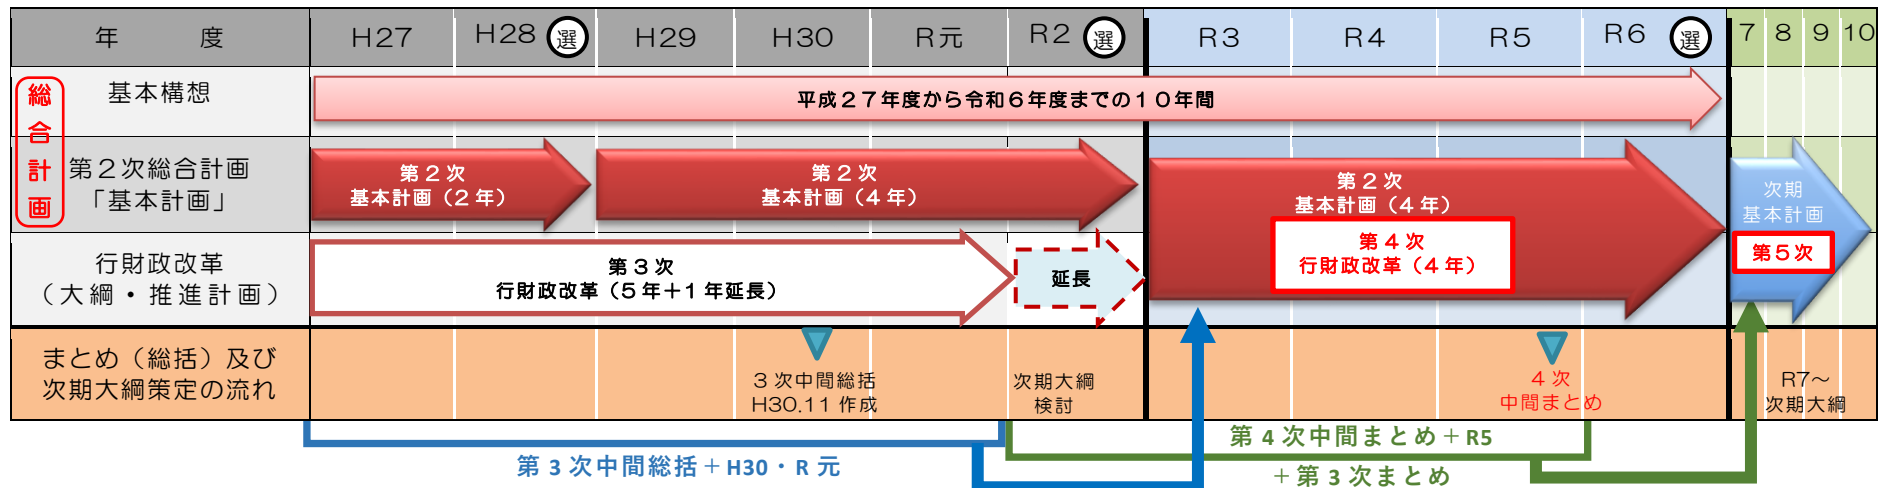 年　度 H27 H28 選 H29 H30 R元 R2 選 R3 R4 R5 R6 選 7 8 9 10
総合計画
基本構想
平成27年度から令和6年度までの10年間
第2次総合計画
「基本計画」
第2次
基本計画（2年）
第2次
基本計画（4年）
第2次
基本計画（4年）
第4次
行財政改革（4年）
次期
基本計画
第5次
行財政改革
（大綱・推進計画）
第3次
行財政改革（5年＋1年延長）
延長
まとめ（総括）及び
次期大綱策定の流れ
3次中間総括
H30.11作成
次期大綱
検討
4次
中間まとめ
R7～
次期大綱
第3次中間総括＋H30・R元
第4次中間まとめ＋R5
＋第3次まとめ